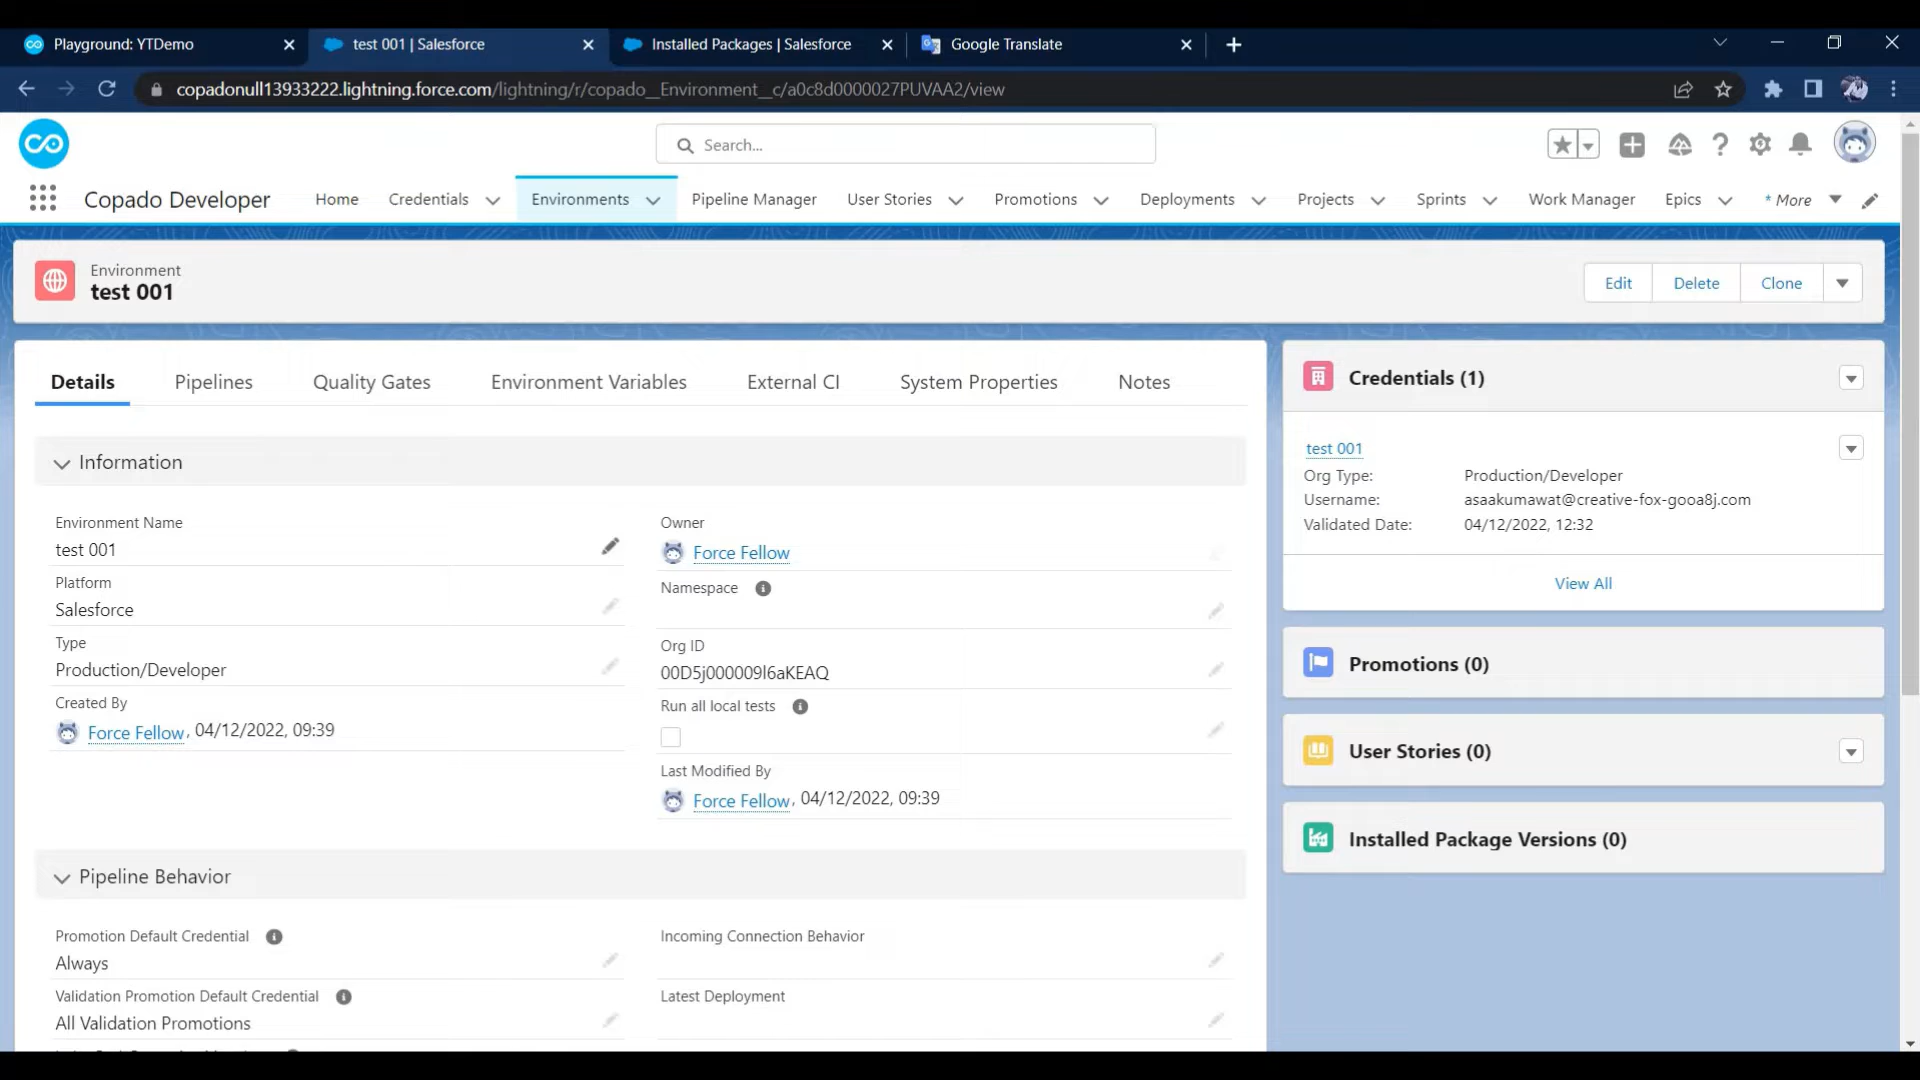 Playground: YTDemo
test 001 | Salesforce
Installed Packages | Salesforce
Google Translate
copadonull13933222.lightning.force.com/lightning/r/copado__Environment__c/a0c8d0000027PUVAA2/view
Search...
Copado Developer
Home
Credentials
Environments
Pipeline Manager
User Stories
Promotions
Deployments
Projects
Sprints
Work Manager
Epics
* More
Environment
test 001
Edit
Delete
Clone
Details
Pipelines
Quality Gates
Environment Variables
External CI
System Properties
Notes
Information
Environment Name
test 001
Platform
Salesforce
Type
Production/Developer
Created By
Force Fellow, 04/12/2022, 09:39
Owner
Force Fellow
Namespace
Org ID
00D5j000009l6aKEAQ
Run all local tests
Last Modified By
Force Fellow, 04/12/2022, 09:39
Pipeline Behavior
Promotion Default Credential
Always
Validation Promotion Default Credential
All Validation Promotions
Incoming Connection Behavior
Latest Deployment
Credentials (1)
test 001
Org Type: Production/Developer
Username: asaakumawat@creative-fox-gooa8j.com
Validated Date: 04/12/2022, 12:32
View All
Promotions (0)
User Stories (0)
Installed Package Versions (0)